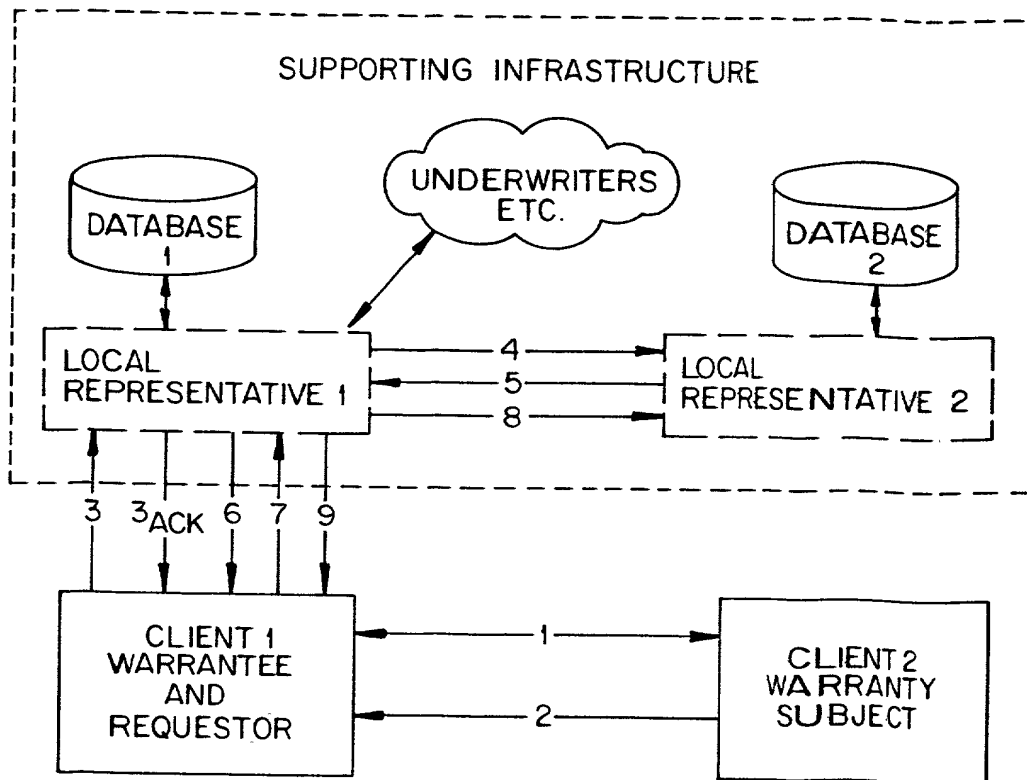 SUPPORTING INFRASTRUCTURE
UNDERWRITERS
ETC.
DATABASE
1
DATABASE
2
LOCAL
REPRESENTATIVE 1
4
5
8
LOCAL
REPRESENTATIVE 2
3
3ACK
6
7
9
CLIENT 1
WARRANTEE
AND
REQUESTOR
1
2
CLIENT 2
WARRANTY
SUBJECT